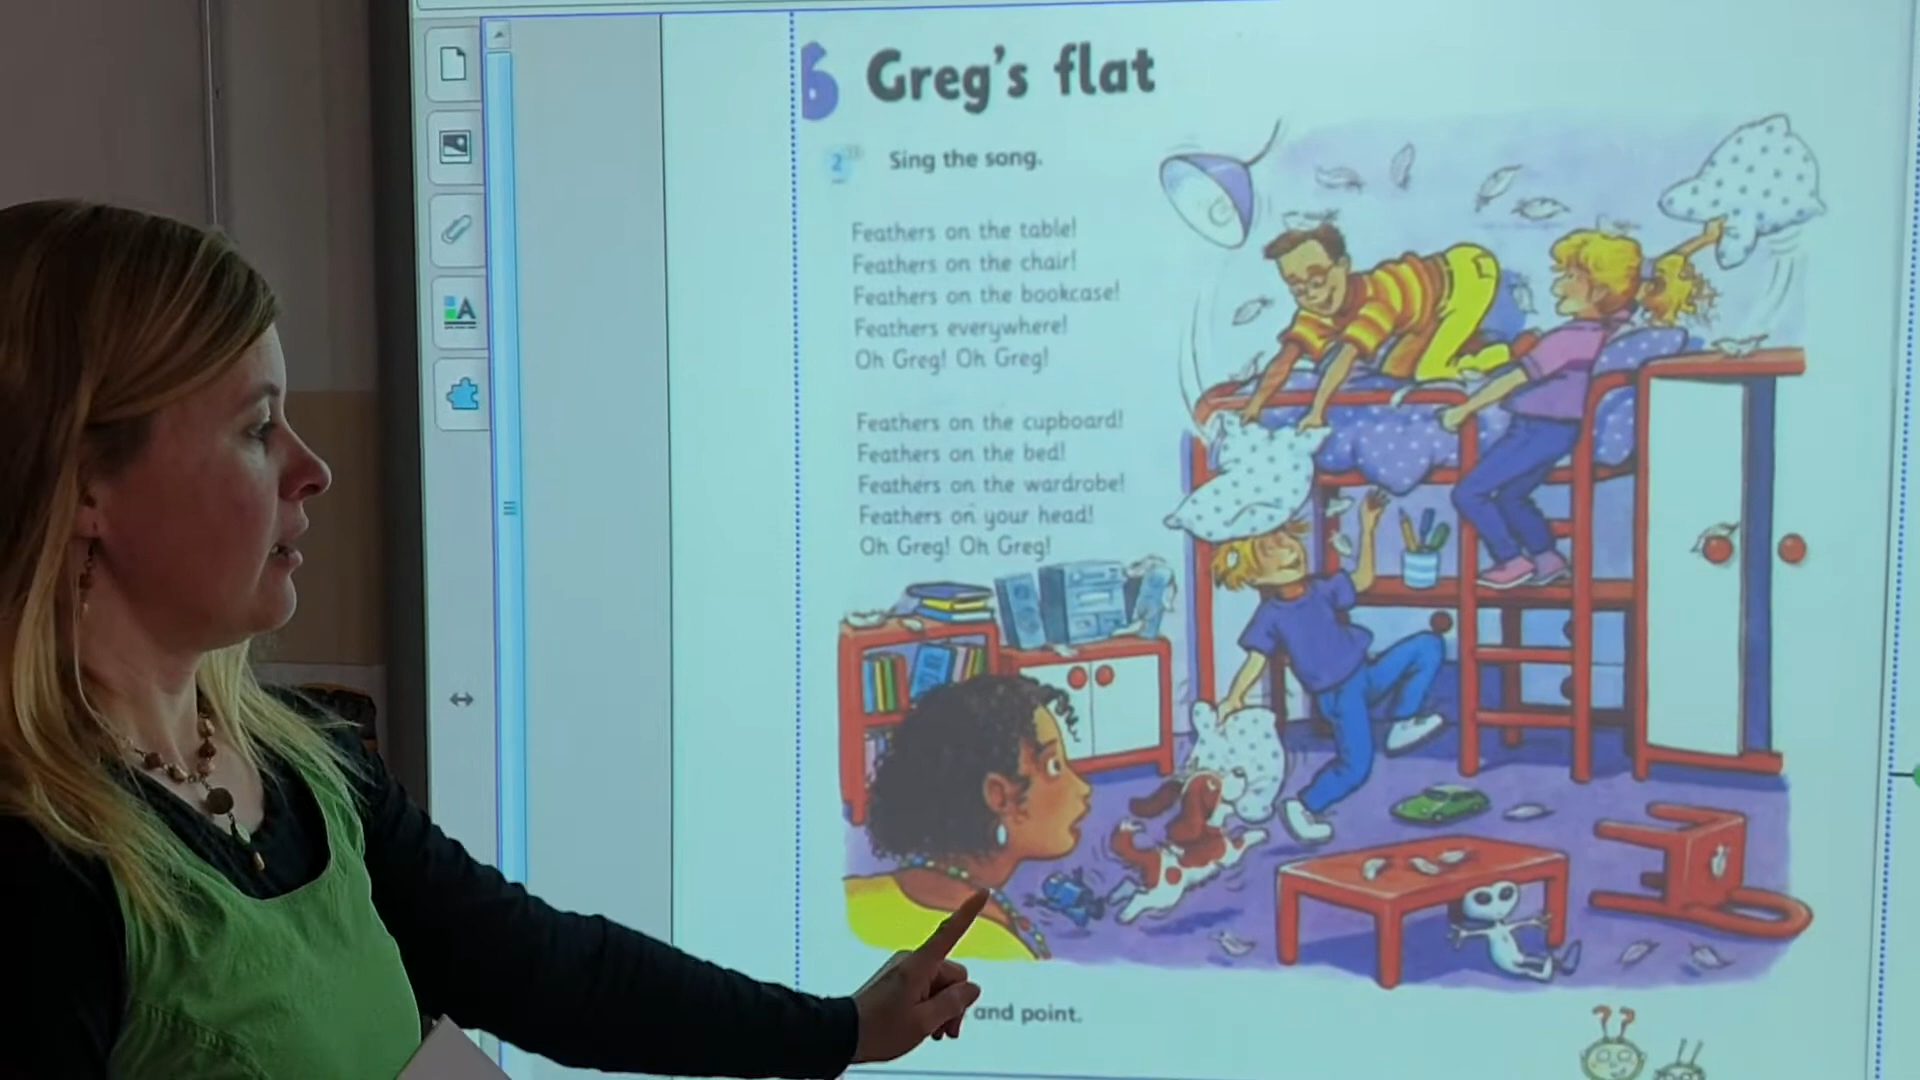 6 Greg's flat
2 Sing the song.
Feathers on the table!
Feathers on the chair!
Feathers on the bookcase!
Feathers everywhere!
Oh Greg! Oh Greg!
Feathers on the cupboard!
Feathers on the bed!
Feathers on the wardrobe!
Feathers on your head!
Oh Greg! Oh Greg!
and point.